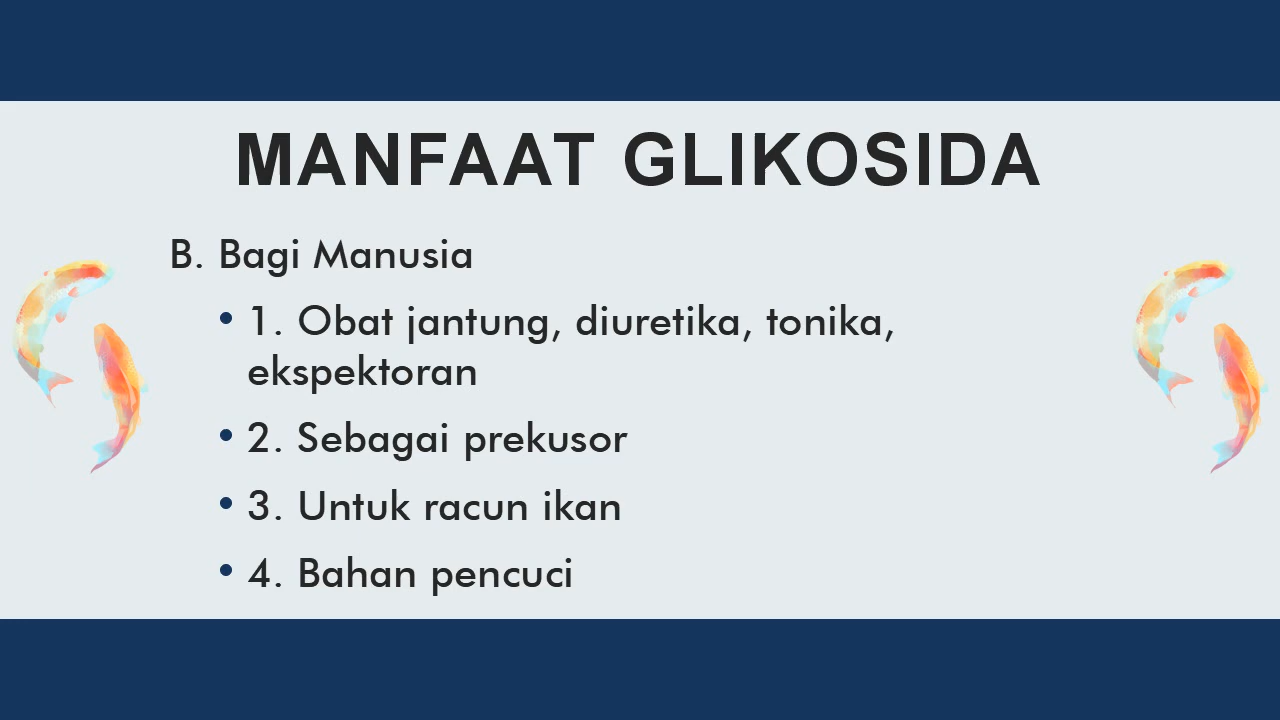 MANFAAT GLIKOSIDA
B. Bagi Manusia
• 1. Obat jantung, diuretika, tonika,
ekspektoran
• 2. Sebagai prekusor
• 3. Untuk racun ikan
• 4. Bahan pencuci